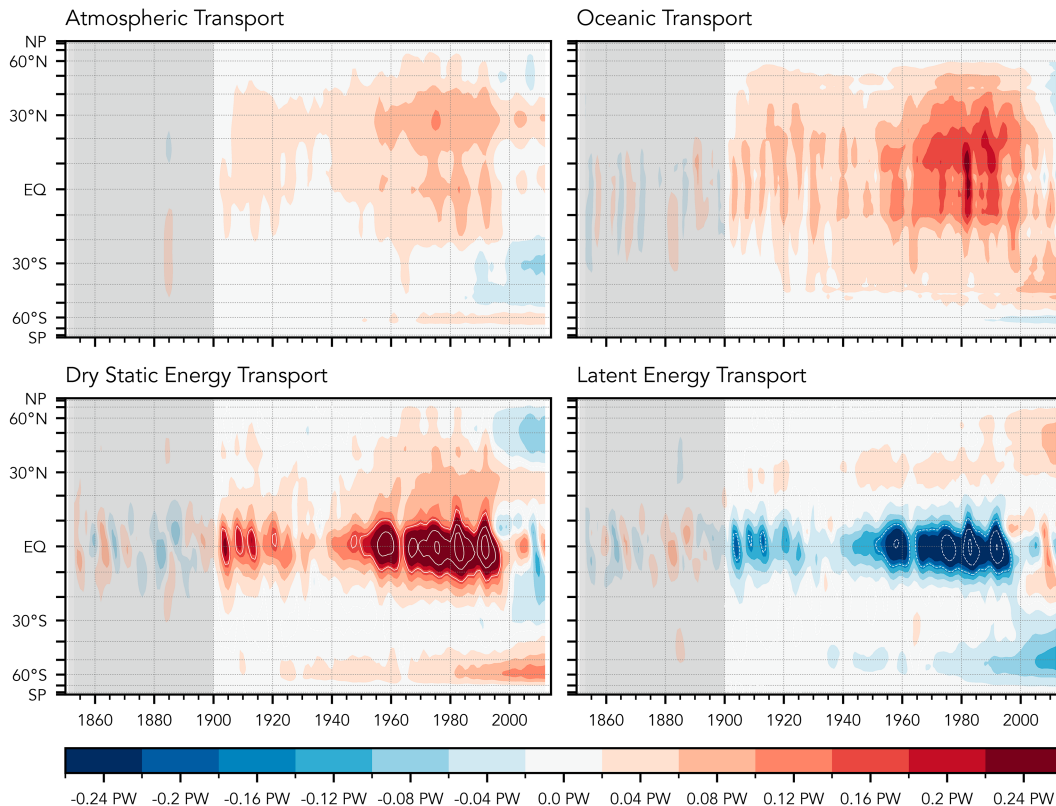 Atmospheric Transport
Oceanic Transport
NP
60°N
30°N
EQ
30°S
60°S
SP
Dry Static Energy Transport
Latent Energy Transport
NP
60°N
30°N
EQ
30°S
60°S
SP
1860 1880 1900 1920 1940 1960 1980 2000
1860 1880 1900 1920 1940 1960 1980 2000
-0.24 PW -0.2 PW -0.16 PW -0.12 PW -0.08 PW -0.04 PW 0.0 PW 0.04 PW 0.08 PW 0.12 PW 0.16 PW 0.2 PW 0.24 PW